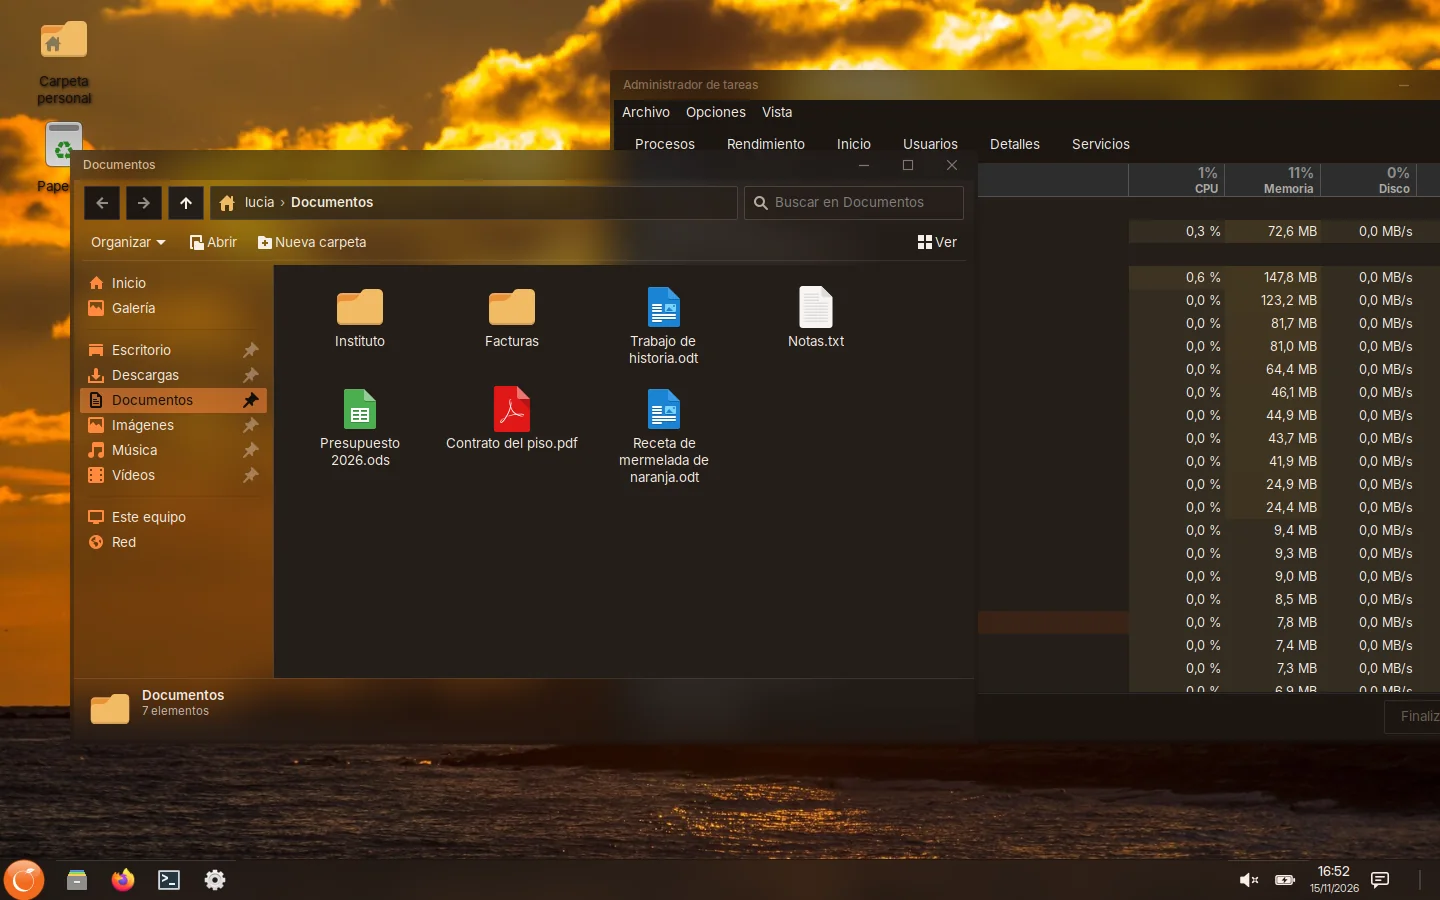 Carpeta
personal
Administrador de tareas
Archivo Opciones Vista
Procesos Rendimiento Inicio Usuarios Detalles Servicios
1% 11% 0%
CPU Memoria Disco
0,3 % 72,6 MB 0,0 MB/s
0,6 % 147,8 MB 0,0 MB/s
0,0 % 123,2 MB 0,0 MB/s
0,0 % 81,7 MB 0,0 MB/s
0,0 % 81,0 MB 0,0 MB/s
0,0 % 64,4 MB 0,0 MB/s
0,0 % 46,1 MB 0,0 MB/s
0,0 % 44,9 MB 0,0 MB/s
0,0 % 43,7 MB 0,0 MB/s
0,0 % 41,9 MB 0,0 MB/s
0,0 % 24,9 MB 0,0 MB/s
0,0 % 24,4 MB 0,0 MB/s
0,0 % 9,4 MB 0,0 MB/s
0,0 % 9,3 MB 0,0 MB/s
0,0 % 9,0 MB 0,0 MB/s
0,0 % 8,5 MB 0,0 MB/s
0,0 % 7,8 MB 0,0 MB/s
0,0 % 7,4 MB 0,0 MB/s
0,0 % 7,3 MB 0,0 MB/s
0,0 % 6,9 MB 0,0 MB/s
Documentos
lucia › Documentos
Buscar en Documentos
Organizar Abrir Nueva carpeta Ver
Inicio
Galería
Escritorio
Descargas
Documentos
Imágenes
Música
Vídeos
Este equipo
Red
Instituto
Facturas
Trabajo de
historia.odt
Notas.txt
Presupuesto
2026.ods
Contrato del piso.pdf
Receta de
mermelada de
naranja.odt
Documentos
7 elementos
16:52
15/11/2026